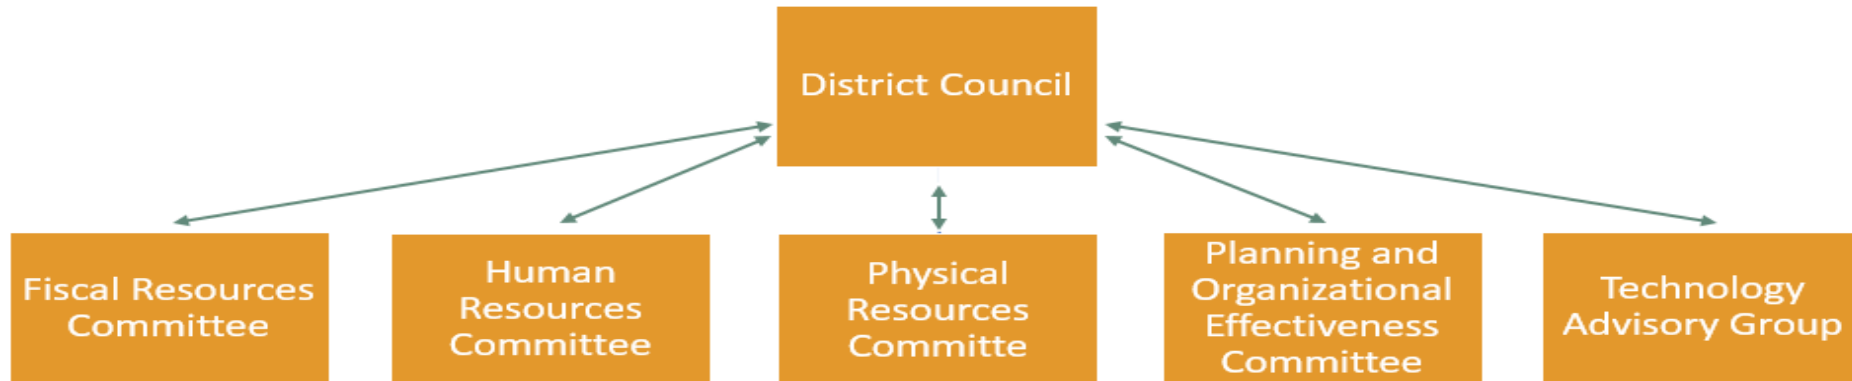 District Council
Fiscal Resources
Committee
Human
Resources
Committee
Physical
Resources
Committe
Planning and
Organizational
Effectiveness
Committee
Technology
Advisory Group